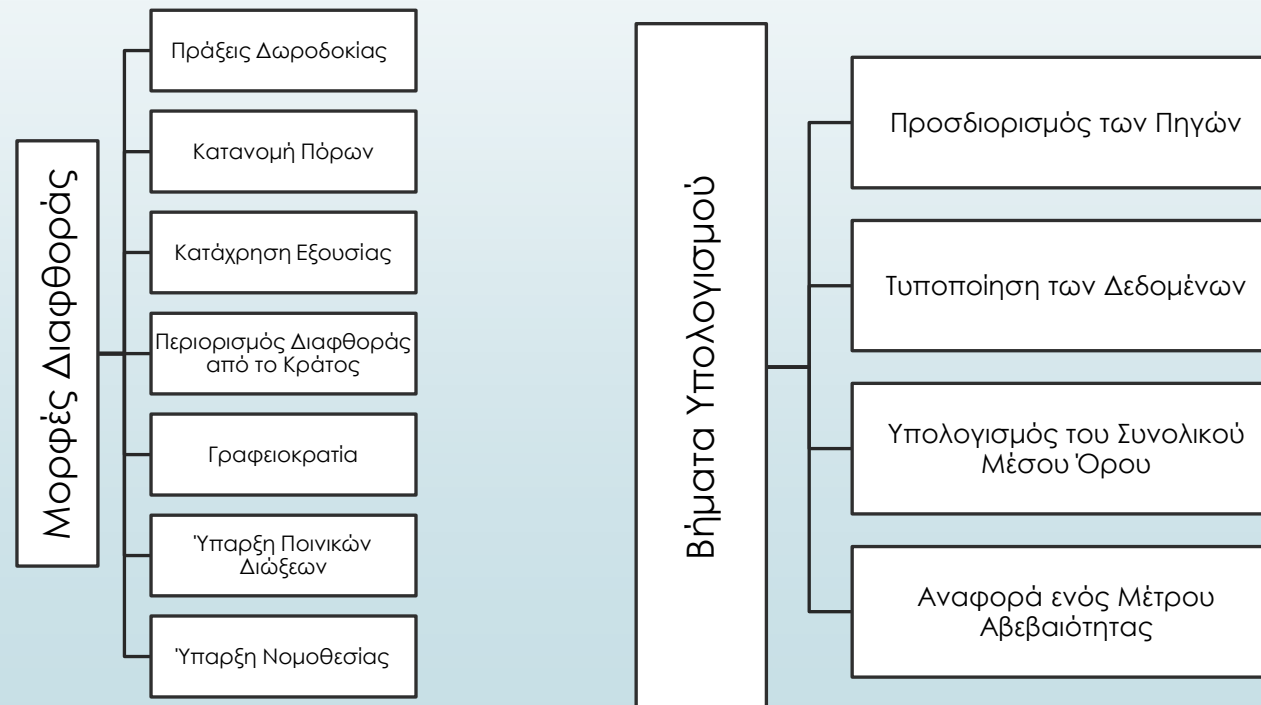 Μορφές Διαφθοράς
Πράξεις Δωροδοκίας
Κατανομή Πόρων
Κατάχρηση Εξουσίας
Περιορισμός Διαφθοράς
από το Κράτος
Γραφειοκρατία
Ύπαρξη Ποινικών
Διώξεων
Ύπαρξη Νομοθεσίας
Βήματα Υπολογισμού
Προσδιορισμός των Πηγών
Τυποποίηση των Δεδομένων
Υπολογισμός του Συνολικού
Μέσου Όρου
Αναφορά ενός Μέτρου
Αβεβαιότητας